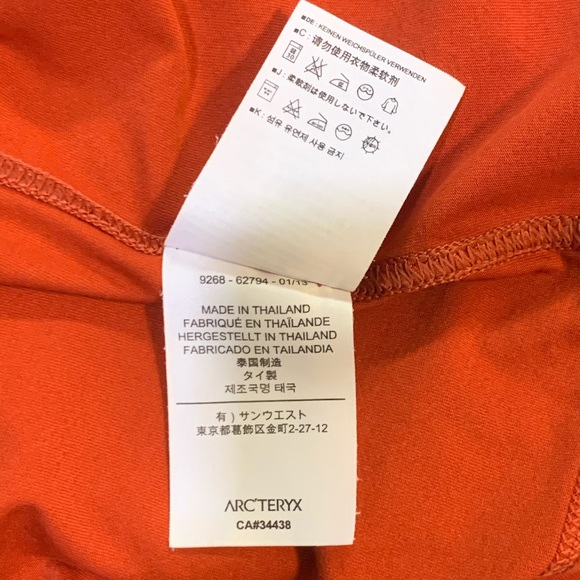 ■DE: KEINEN WEICHSPÜLER VERWENDEN
■C: 请勿使用衣物柔软剂
■J: 柔軟剤は使用しないで下さい。
■K: 섬유 유연제 사용 금지
9268 - 62794 - 01/13
MADE IN THAILAND
FABRIQUÉ EN THAÏLANDE
HERGESTELLT IN THAILAND
FABRICADO EN TAILANDIA
泰国制造
タイ製
제조국명 태국
有）サンウエスト
東京都葛飾区金町2-27-12
ARC'TERYX
CA#34438